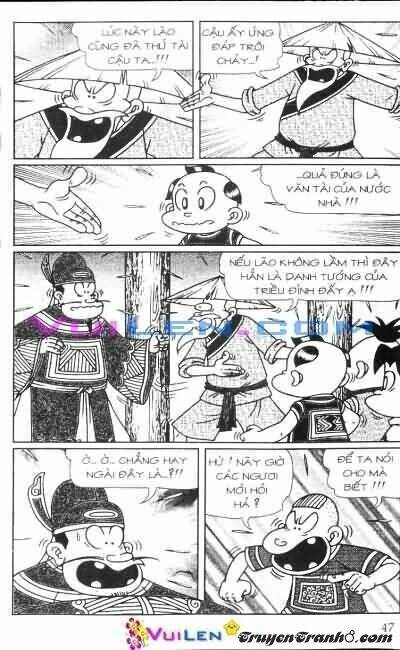 LÚC NÀY LÃO
CŨNG ĐÃ THỬ TÀI
CẬU TA...!!!
CẬU ẤY ỨNG
ĐÁP TRÔI
CHẢY..!
...QUẢ ĐÚNG LÀ
VĂN TÀI CỦA NƯỚC
NHÀ !!!
NẾU LÃO KHÔNG LẦM THÌ ĐÂY
HẲN LÀ DANH TƯỚNG CỦA
TRIỀU ĐÌNH ĐẤY Ạ !!!
VUILEN.COM
Ờ.. Ờ.. CHẲNG HAY
NGÀI ĐÂY LÀ..?!!
HỪ ! NÃY GIỜ
CÁC NGƯƠI
MỚI HỎI
HẢ ?
ĐỂ TA NÓI
CHO MÀ
BIẾT !!!
47
VUILEN
TruyenTranh8.com